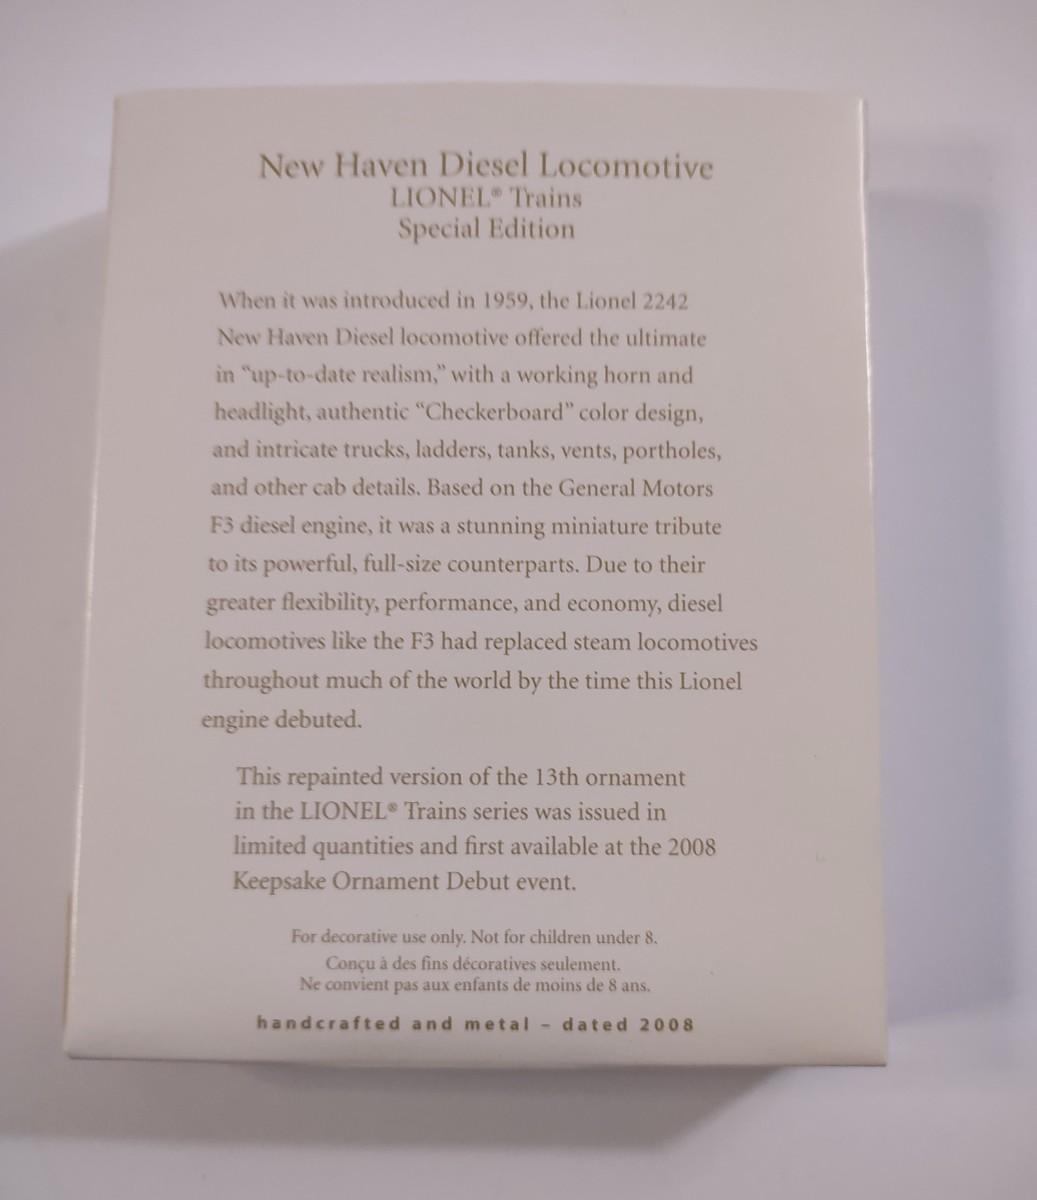 New Haven Diesel Locomotive
LIONEL® Trains
Special Edition
When it was introduced in 1959, the Lionel 2242
New Haven Diesel locomotive offered the ultimate
in “up-to-date realism,” with a working horn and
headlight, authentic “Checkerboard” color design,
and intricate trucks, ladders, tanks, vents, portholes,
and other cab details. Based on the General Motors
F3 diesel engine, it was a stunning miniature tribute
to its powerful, full-size counterparts. Due to their
greater flexibility, performance, and economy, diesel
locomotives like the F3 had replaced steam locomotives
throughout much of the world by the time this Lionel
engine debuted.
This repainted version of the 13th ornament
in the LIONEL® Trains series was issued in
limited quantities and first available at the 2008
Keepsake Ornament Debut event.
For decorative use only. Not for children under 8.
Conçu à des fins décoratives seulement.
Ne convient pas aux enfants de moins de 8 ans.
handcrafted and metal – dated 2008